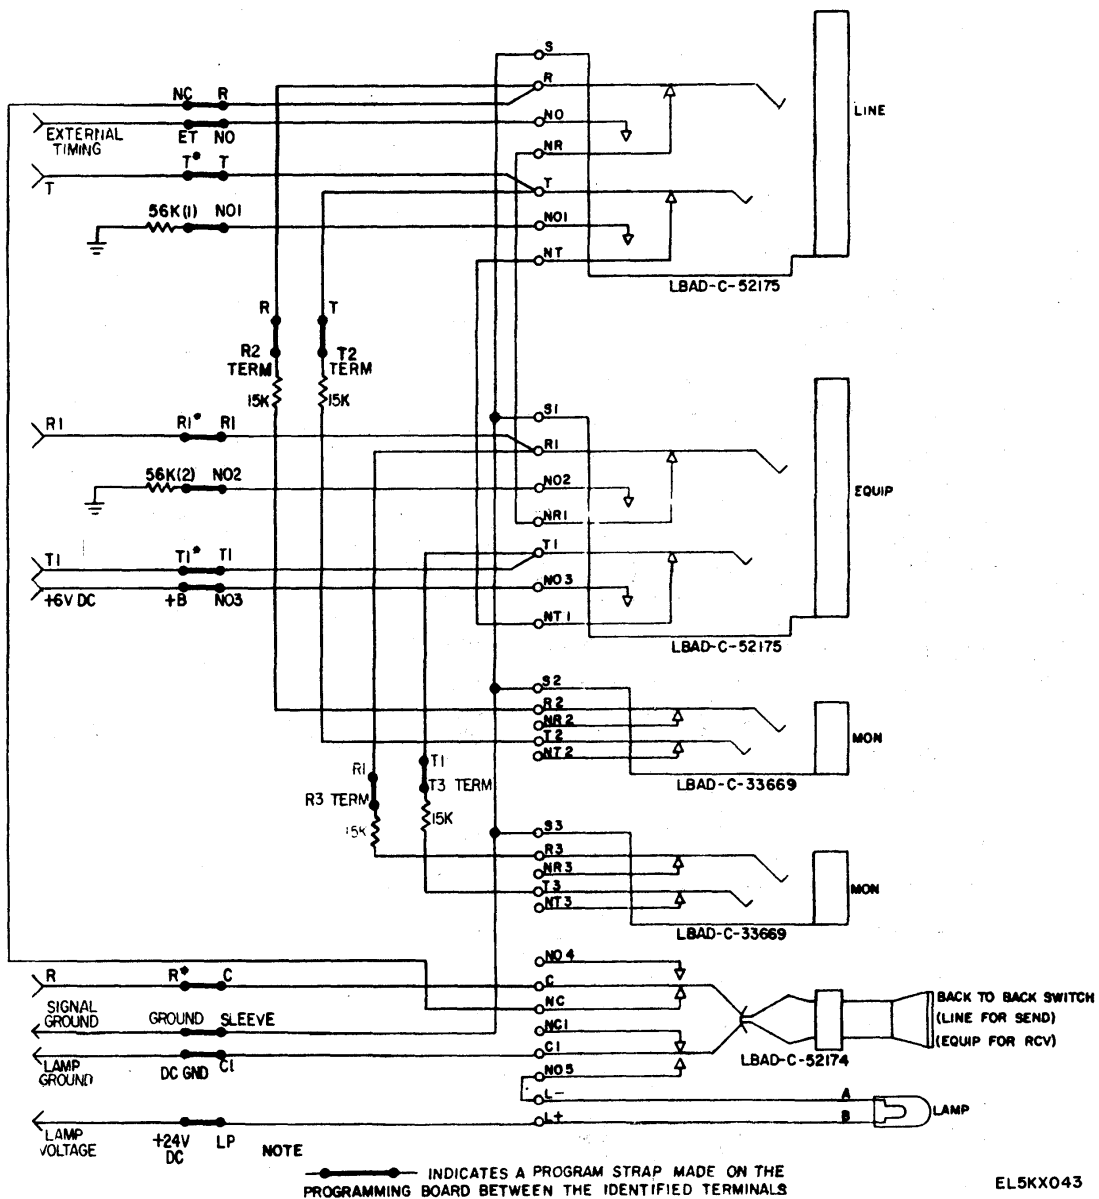 S
R
NC R
NO
LINE
EXTERNAL
TIMING
ET NO
NR
T* T
T
T
56K(1) NO1
NO1
NT
LBAD-C-52175
R T
R2
TERM
T2
TERM
15K 15K
S1
R1
R1* R1
R1
56K(2) NO2
NO2
EQUIP
NR1
T1
T1
T1* T1
NO3
+6V DC
+B NO3
NT1
LBAD-C-52175
S2
R2
NR2
T2
NT2
MON
LBAD-C-33669
R1 T1
R3 TERM
T3 TERM
15K
15K
S3
R3
NR3
T3
NT3
MON
LBAD-C-33669
NO4
R
R* C
C
NC
BACK TO BACK SWITCH
(LINE FOR SEND)
(EQUIP FOR RCV)
SIGNAL
GROUND
GROUND SLEEVE
NC1
C1
LBAD-C-52174
LAMP
GROUND
DC GND C1
NO5
L-
A
LAMP
L+
B
LAMP
VOLTAGE
+24V
DC
LP
NOTE
INDICATES A PROGRAM STRAP MADE ON THE
PROGRAMMING BOARD BETWEEN THE IDENTIFIED TERMINALS
EL5KX043